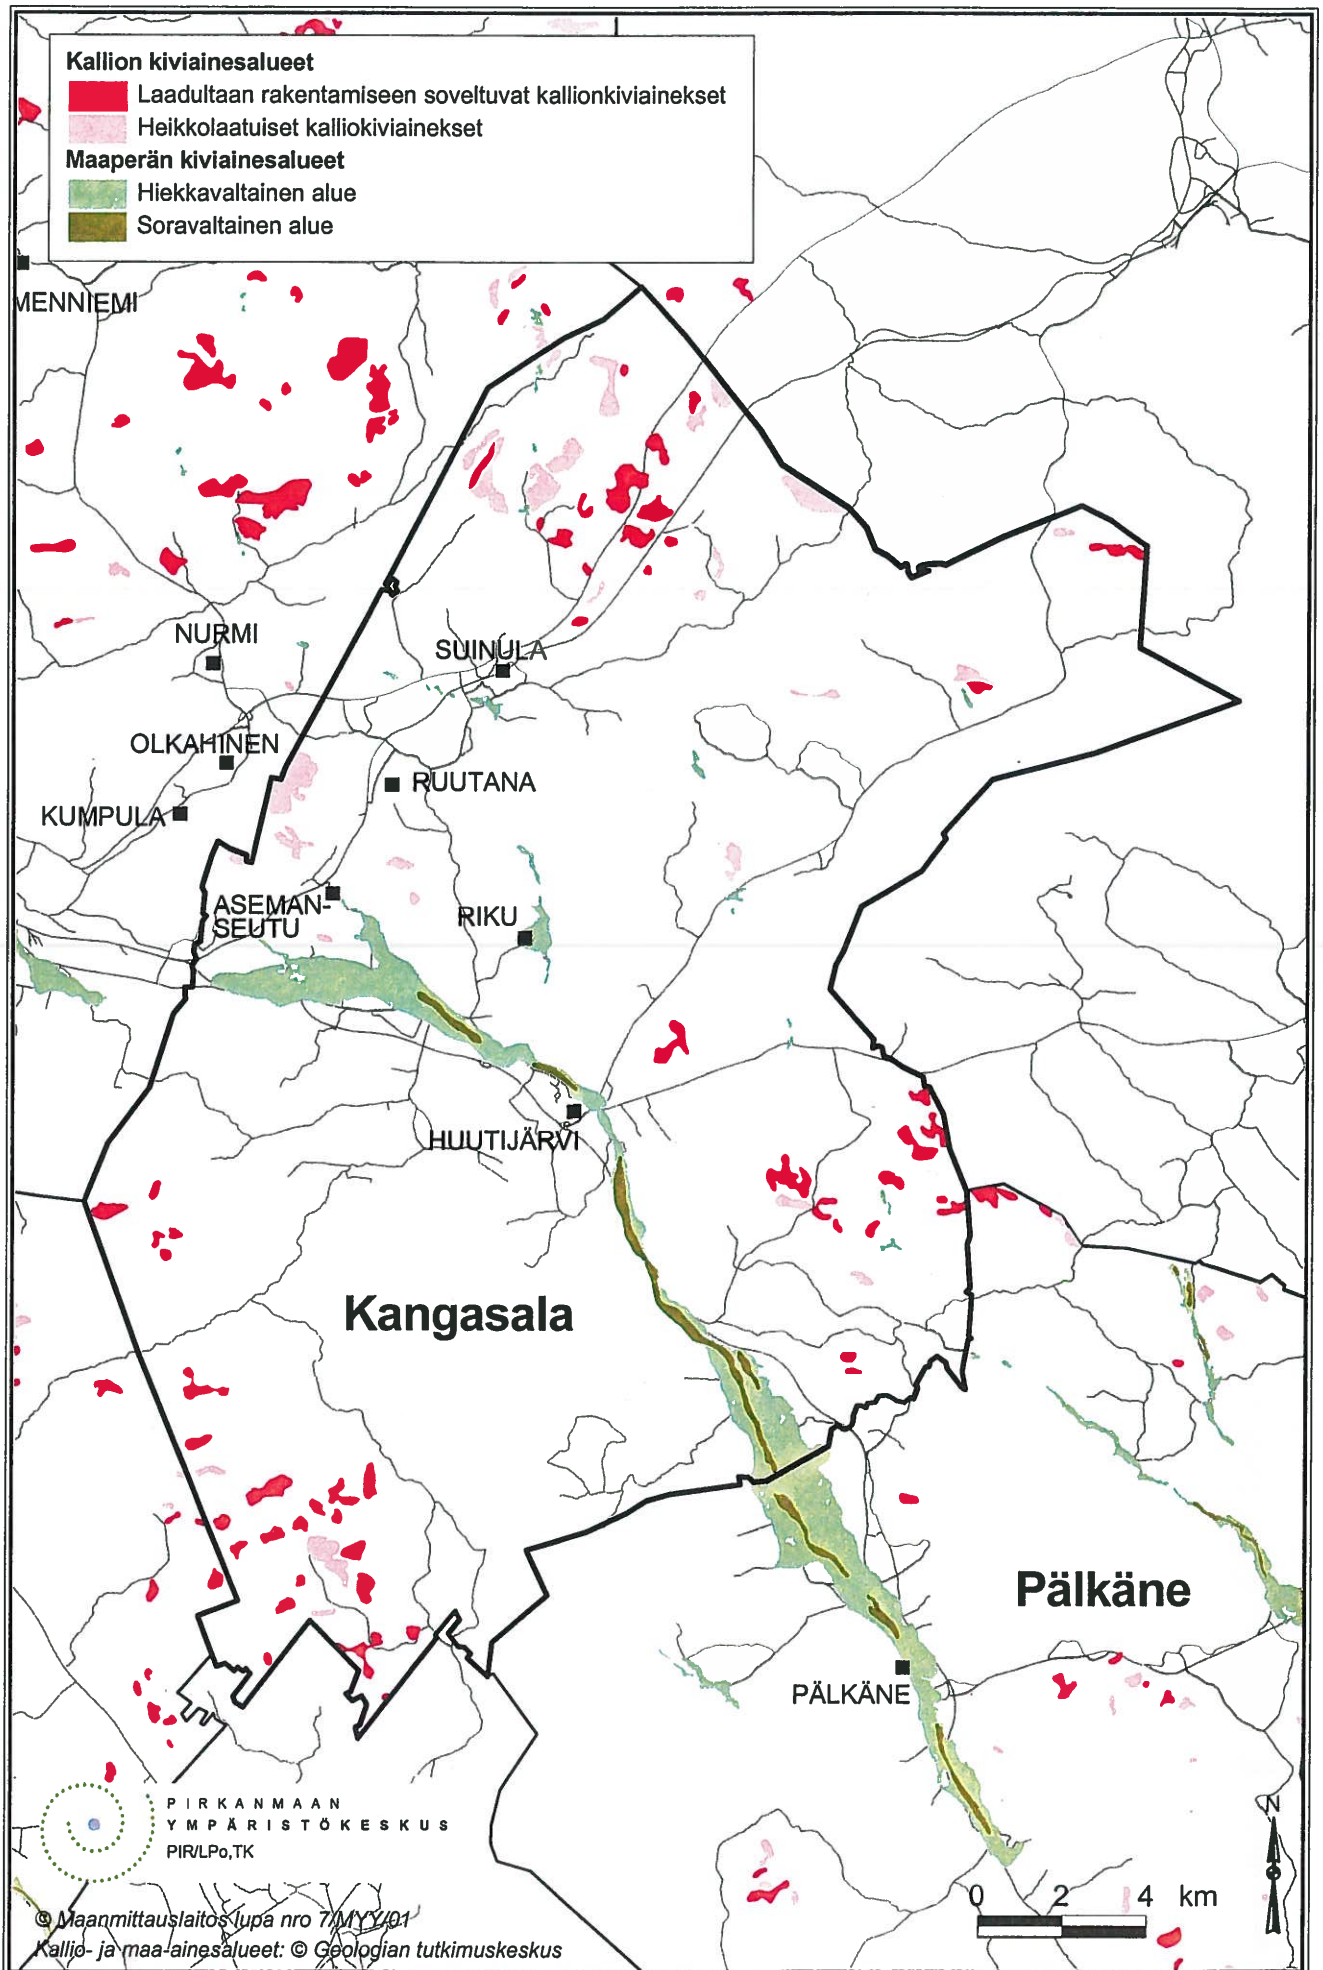 Kallion kiviainesalueet
Laadultaan rakentamiseen soveltuvat kallionkiviainekset
Heikkolaatuiset kalliokiviainekset
Maaperän kiviainesalueet
Hiekkavaltainen alue
Soravaltainen alue
MENNIEMI
NURMI
SUINULA
OLKAHINEN
RUUTANA
KUMPULA
ASEMAN-
SEUTU
RIKU
HUUTIJÄRVI
Kangasala
Pälkäne
PÄLKÄNE
PIRKANMAAN
YMPÄRISTÖKESKUS
PIR/LPo,TK
N
0 2 4 km
© Maanmittauslaitos lupa nro 7/MYY/01
Kallio- ja maa-ainesalueet: © Geologian tutkimuskeskus